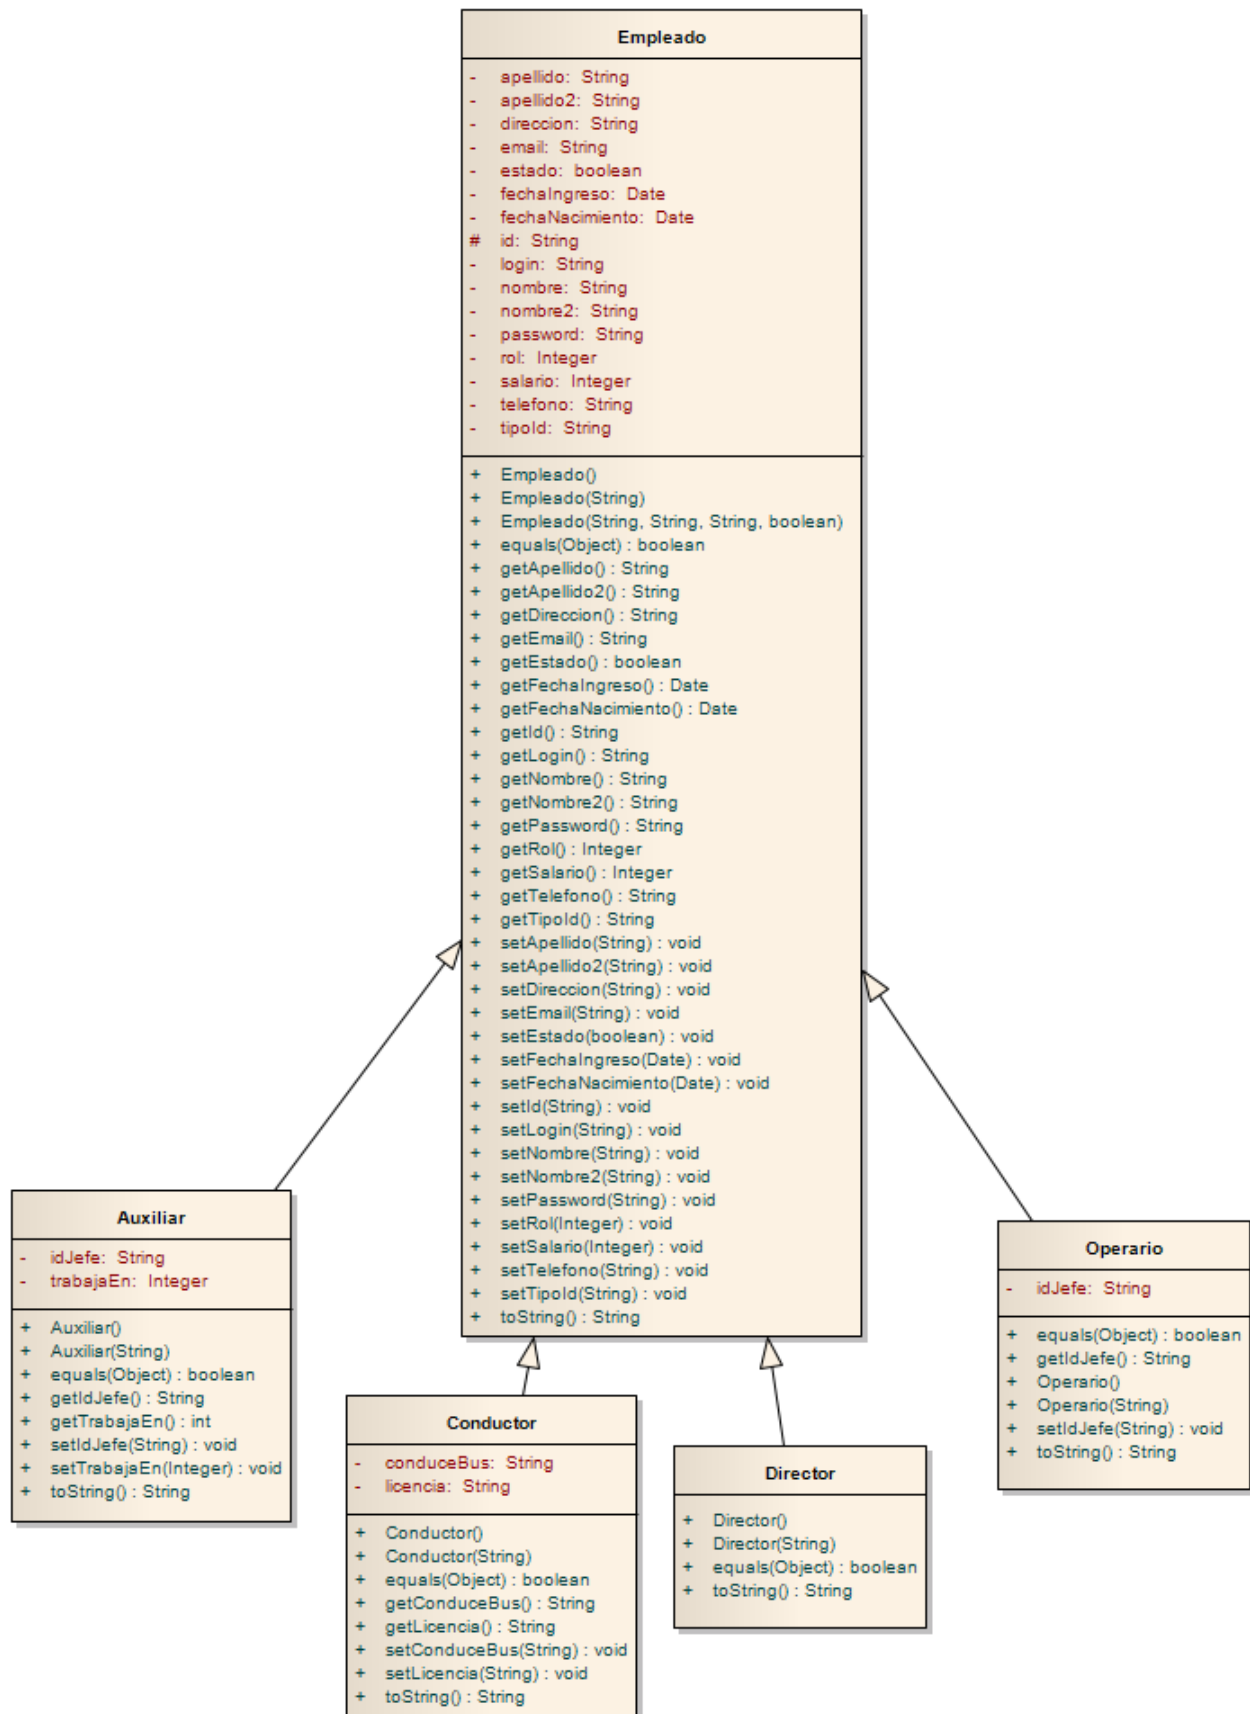 Empleado
- apellido: String
- apellido2: String
- direccion: String
- email: String
- estado: boolean
- fechaIngreso: Date
- fechaNacimiento: Date
# id: String
- login: String
- nombre: String
- nombre2: String
- password: String
- rol: Integer
- salario: Integer
- telefono: String
- tipoId: String
+ Empleado()
+ Empleado(String)
+ Empleado(String, String, String, boolean)
+ equals(Object) : boolean
+ getApellido() : String
+ getApellido2() : String
+ getDireccion() : String
+ getEmail() : String
+ getEstado() : boolean
+ getFechaIngreso() : Date
+ getFechaNacimiento() : Date
+ getId() : String
+ getLogin() : String
+ getNombre() : String
+ getNombre2() : String
+ getPassword() : String
+ getRol() : Integer
+ getSalario() : Integer
+ getTelefono() : String
+ getTipoId() : String
+ setApellido(String) : void
+ setApellido2(String) : void
+ setDireccion(String) : void
+ setEmail(String) : void
+ setEstado(boolean) : void
+ setFechaIngreso(Date) : void
+ setFechaNacimiento(Date) : void
+ setId(String) : void
+ setLogin(String) : void
+ setNombre(String) : void
+ setNombre2(String) : void
+ setPassword(String) : void
+ setRol(Integer) : void
+ setSalario(Integer) : void
+ setTelefono(String) : void
+ setTipoId(String) : void
+ toString() : String
Auxiliar
- idJefe: String
- trabajaEn: Integer
+ Auxiliar()
+ Auxiliar(String)
+ equals(Object) : boolean
+ getIdJefe() : String
+ getTrabajaEn() : int
+ setIdJefe(String) : void
+ setTrabajaEn(Integer) : void
+ toString() : String
Conductor
- conduceBus: String
- licencia: String
+ Conductor()
+ Conductor(String)
+ equals(Object) : boolean
+ getConduceBus() : String
+ getLicencia() : String
+ setConduceBus(String) : void
+ setLicencia(String) : void
+ toString() : String
Director
+ Director()
+ Director(String)
+ equals(Object) : boolean
+ toString() : String
Operario
- idJefe: String
+ equals(Object) : boolean
+ getIdJefe() : String
+ Operario()
+ Operario(String)
+ setIdJefe(String) : void
+ toString() : String